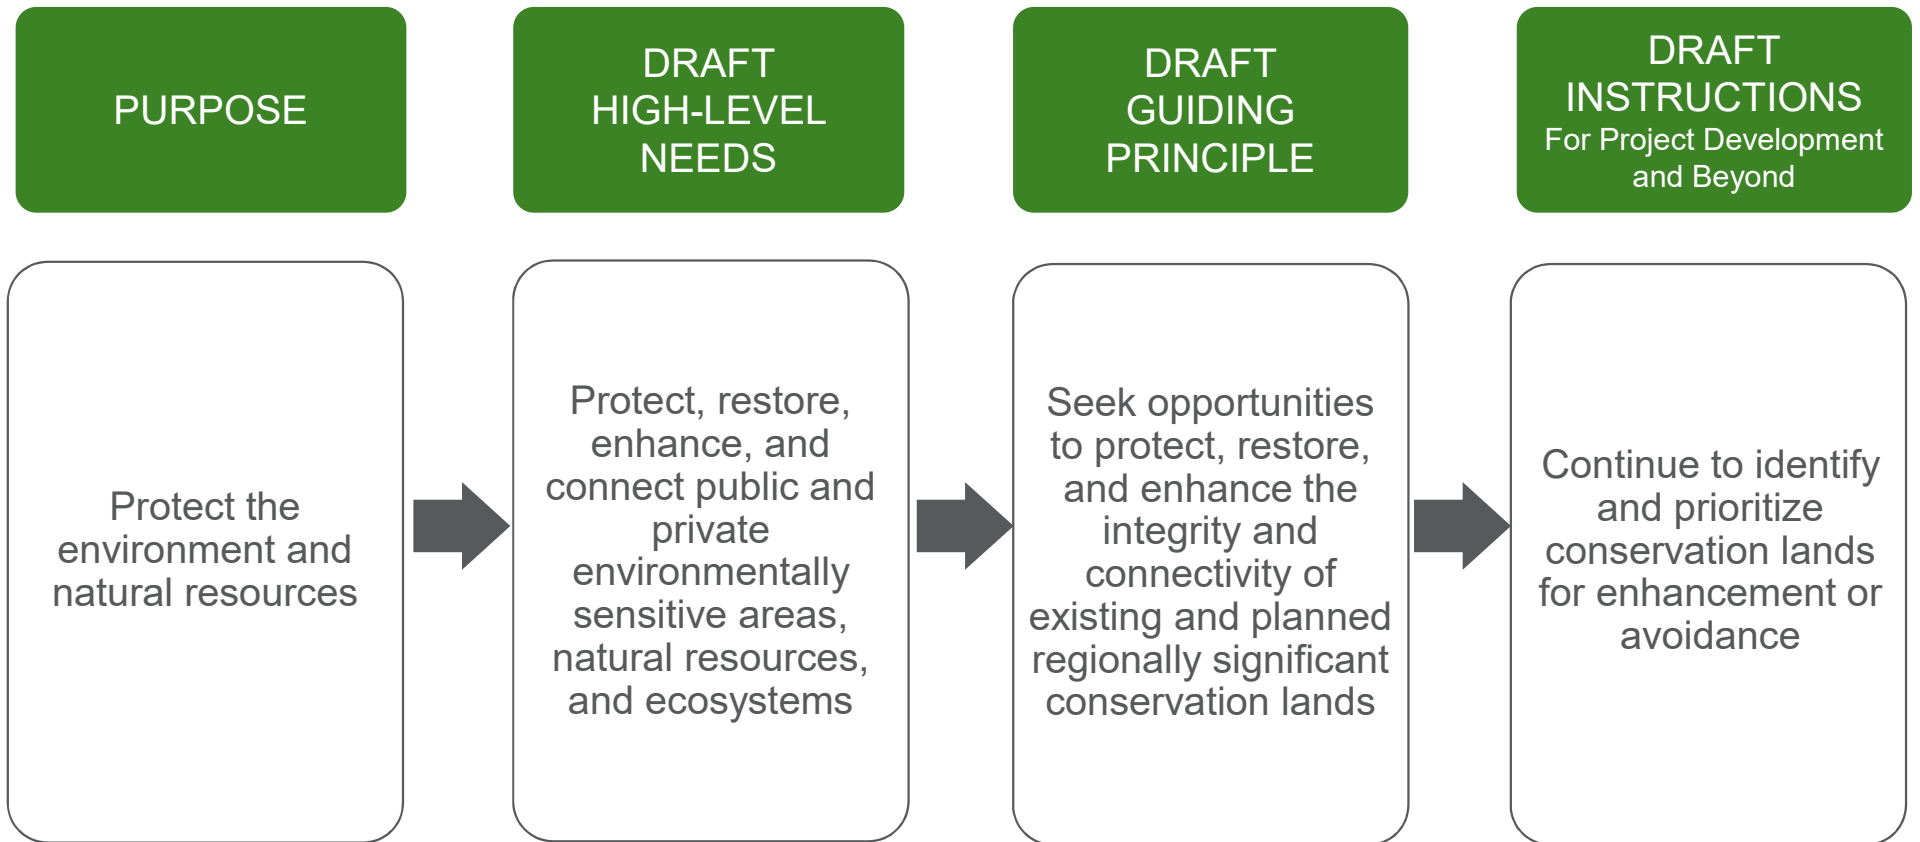 PURPOSE
DRAFT
HIGH-LEVEL
NEEDS
DRAFT
GUIDING
PRINCIPLE
DRAFT
INSTRUCTIONS
For Project Development
and Beyond
Protect the
environment and
natural resources
Protect, restore,
enhance, and
connect public and
private
environmentally
sensitive areas,
natural resources,
and ecosystems
Seek opportunities
to protect, restore,
and enhance the
integrity and
connectivity of
existing and planned
regionally significant
conservation lands
Continue to identify
and prioritize
conservation lands
for enhancement or
avoidance